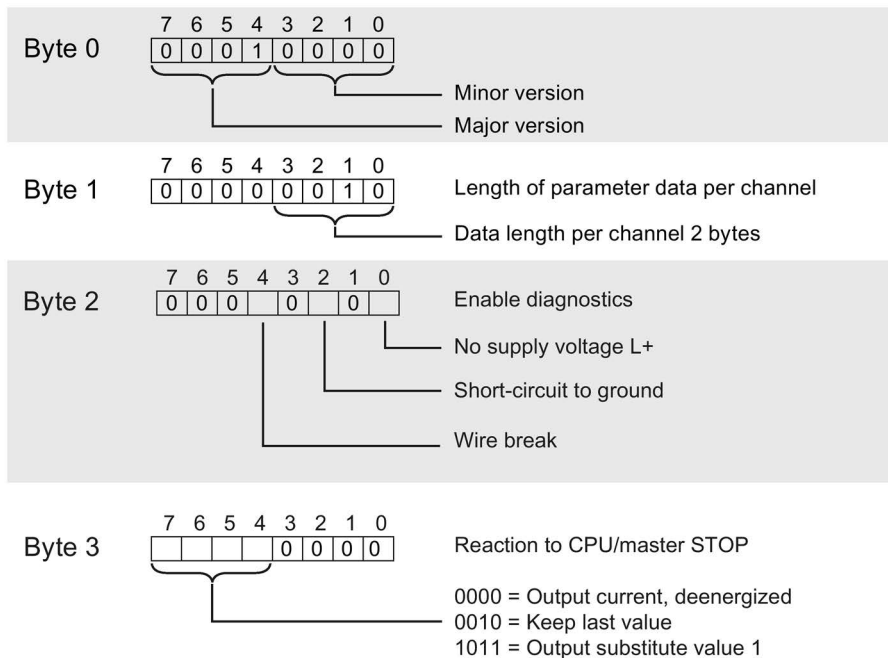 7 6 5 4 3 2 1 0
Byte 0
0 0 0 1 0 0 0 0
Minor version
Major version
7 6 5 4 3 2 1 0
Byte 1
0 0 0 0 0 0 1 0
Length of parameter data per channel
Data length per channel 2 bytes
7 6 5 4 3 2 1 0
Byte 2
0 0 0 0 0
Enable diagnostics
No supply voltage L+
Short-circuit to ground
Wire break
7 6 5 4 3 2 1 0
Byte 3
0 0 0 0
Reaction to CPU/master STOP
0000 = Output current, deenergized
0010 = Keep last value
1011 = Output substitute value 1